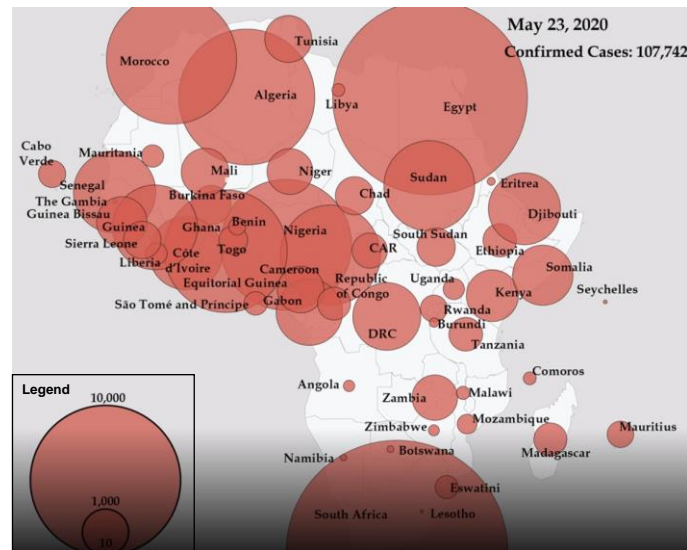 May 23, 2020
Confirmed Cases: 107,742
Tunisia
Morocco
Algeria
Libya
Egypt
Cabo
Verde
Mauritania
Mali
Niger
Chad
Sudan
Eritrea
Senegal
The Gambia
Guinea Bissau
Burkina Faso
Benin
Djibouti
Guinea
Ghana
Nigeria
South Sudan
Sierra Leone
Togo
CAR
Ethiopia
Liberia
Côte
d'Ivoire
Cameroon
Somalia
Equitorial Guinea
Republic
of Congo
Uganda
Kenya
Seychelles
São Tomé and Príncipe
Gabon
Rwanda
Burundi
DRC
Tanzania
Angola
Zambia
Malawi
Comoros
Zimbabwe
Mozambique
Mauritius
Madagascar
Namibia
Botswana
Eswatini
South Africa
Lesotho
Legend
10,000
1,000
10